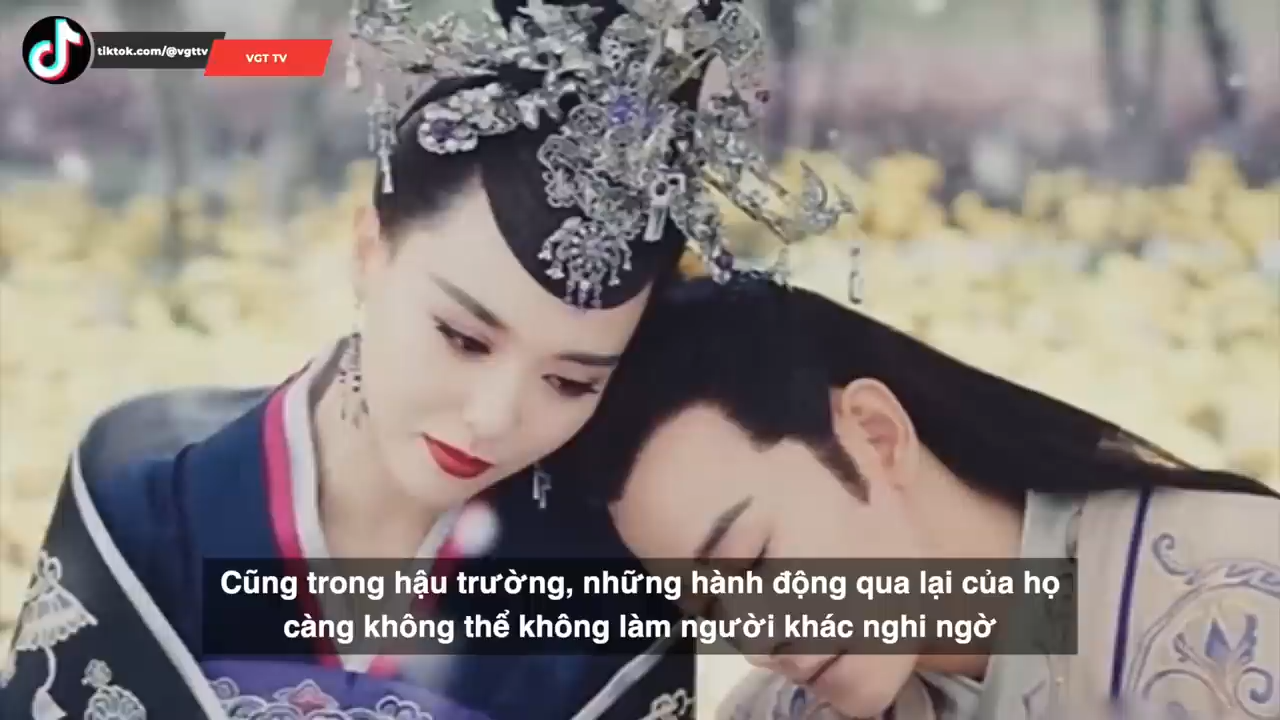 tiktok.com/@vgttv
VGT TV
Cũng trong hậu trường, những hành động qua lại của họ
càng không thể không làm người khác nghi ngờ